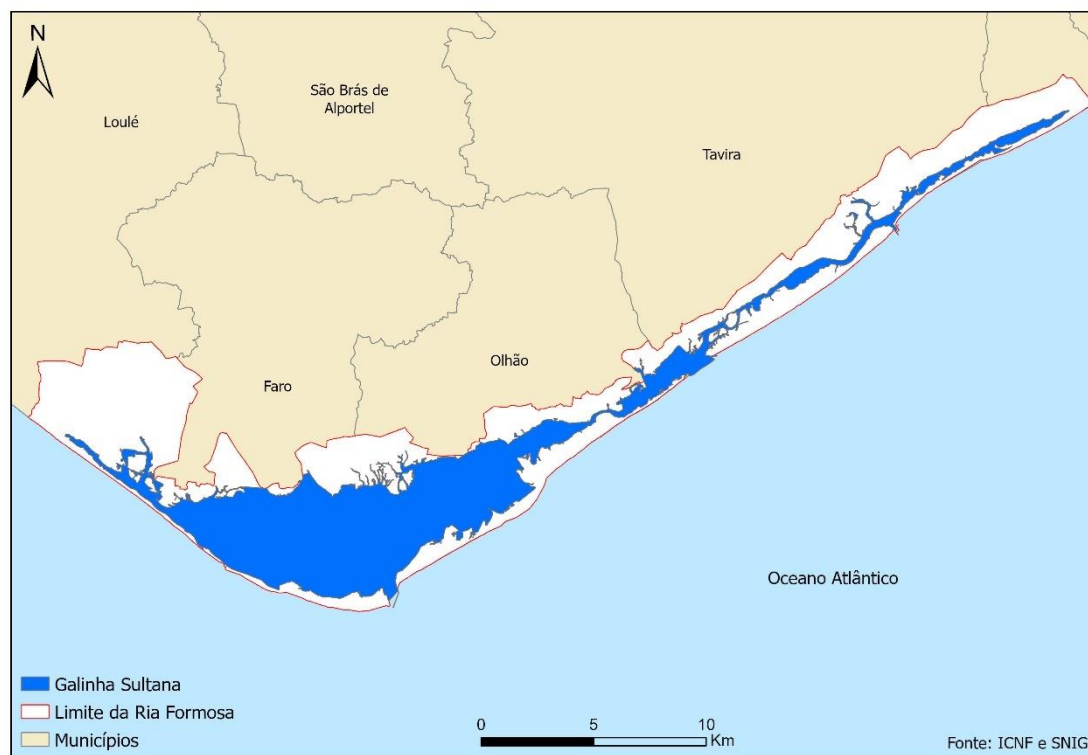 N
São Brás de
Alportel
Loulé
Tavira
Olhão
Faro
Oceano Atlântico
Galinha Sultana
Limite da Ria Formosa
Municípios
0 5 10
Km
Fonte: ICNF e SNIG